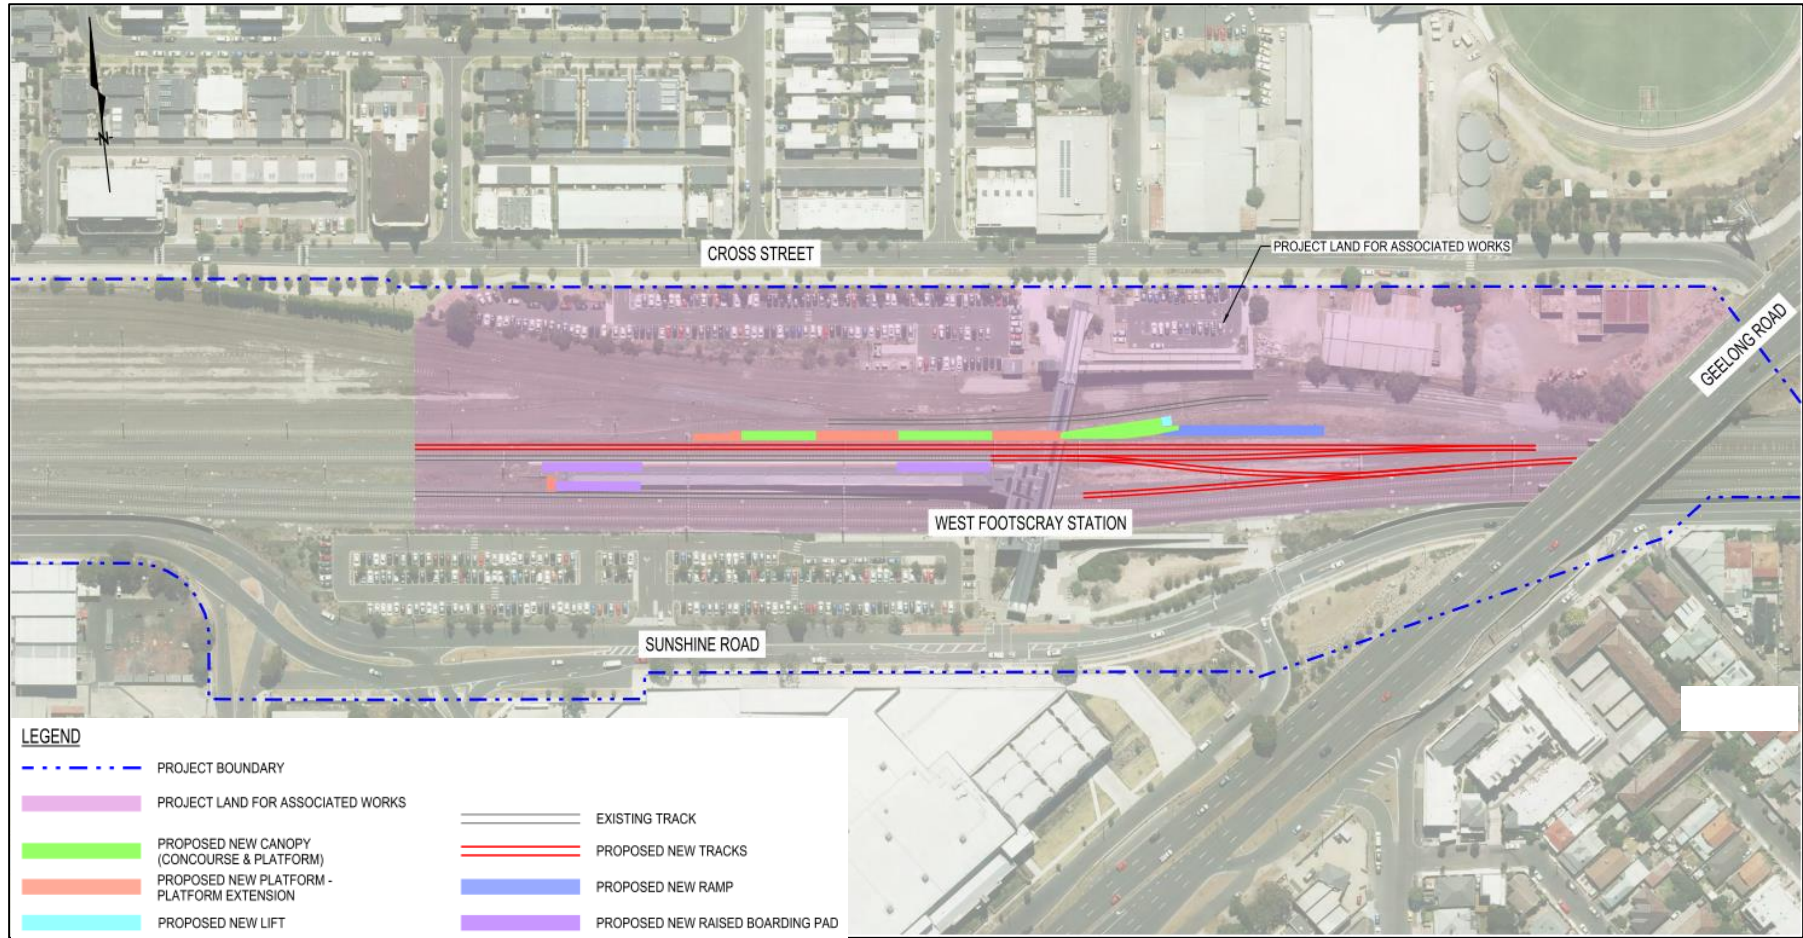 N
CROSS STREET
PROJECT LAND FOR ASSOCIATED WORKS
GEELONG ROAD
WEST FOOTSCRAY STATION
SUNSHINE ROAD
LEGEND
PROJECT BOUNDARY
PROJECT LAND FOR ASSOCIATED WORKS
PROPOSED NEW CANOPY
(CONCOURSE & PLATFORM)
PROPOSED NEW PLATFORM -
PLATFORM EXTENSION
PROPOSED NEW LIFT
EXISTING TRACK
PROPOSED NEW TRACKS
PROPOSED NEW RAMP
PROPOSED NEW RAISED BOARDING PAD